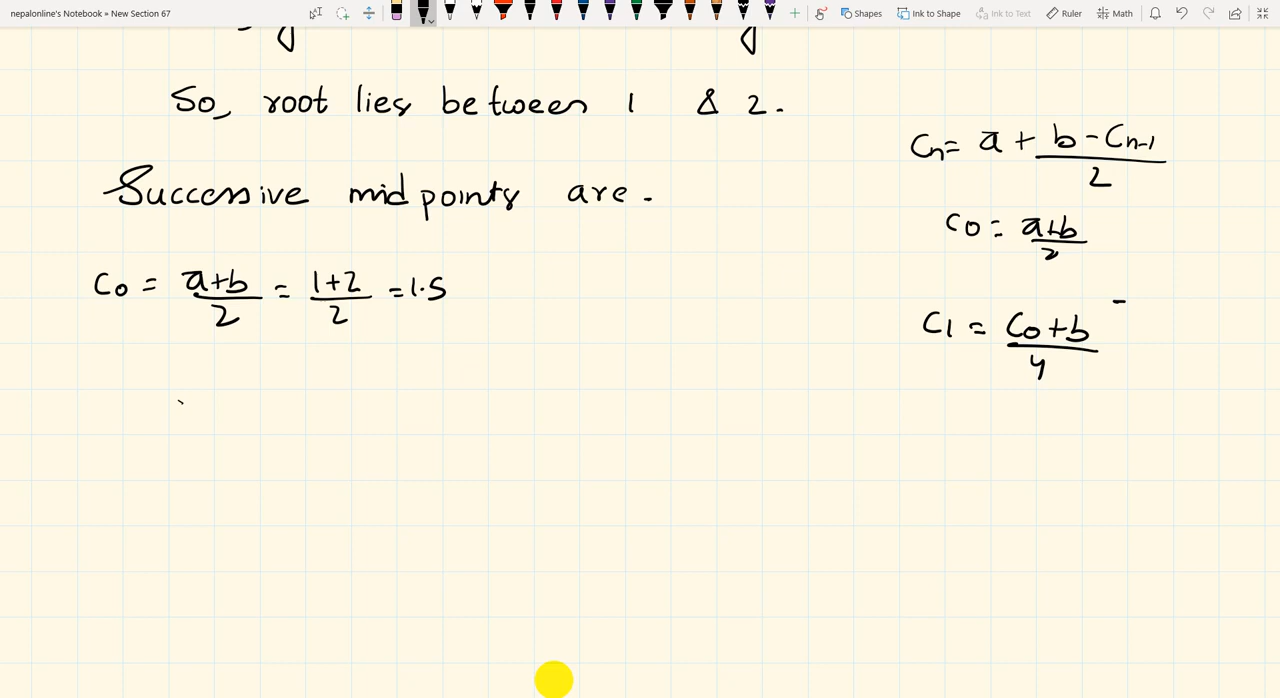 nepalonline's Notebook » New Section 67
Shapes Ink to Shape Ink to Text Ruler Math
So, root lies between 1 & 2.
Successive midpoints are.
C0 = a+b/2 = 1+2/2 = 1.5
Cn = a + b - Cn-1/2
C0 = a+b/2
C1 = C0+b/4 -